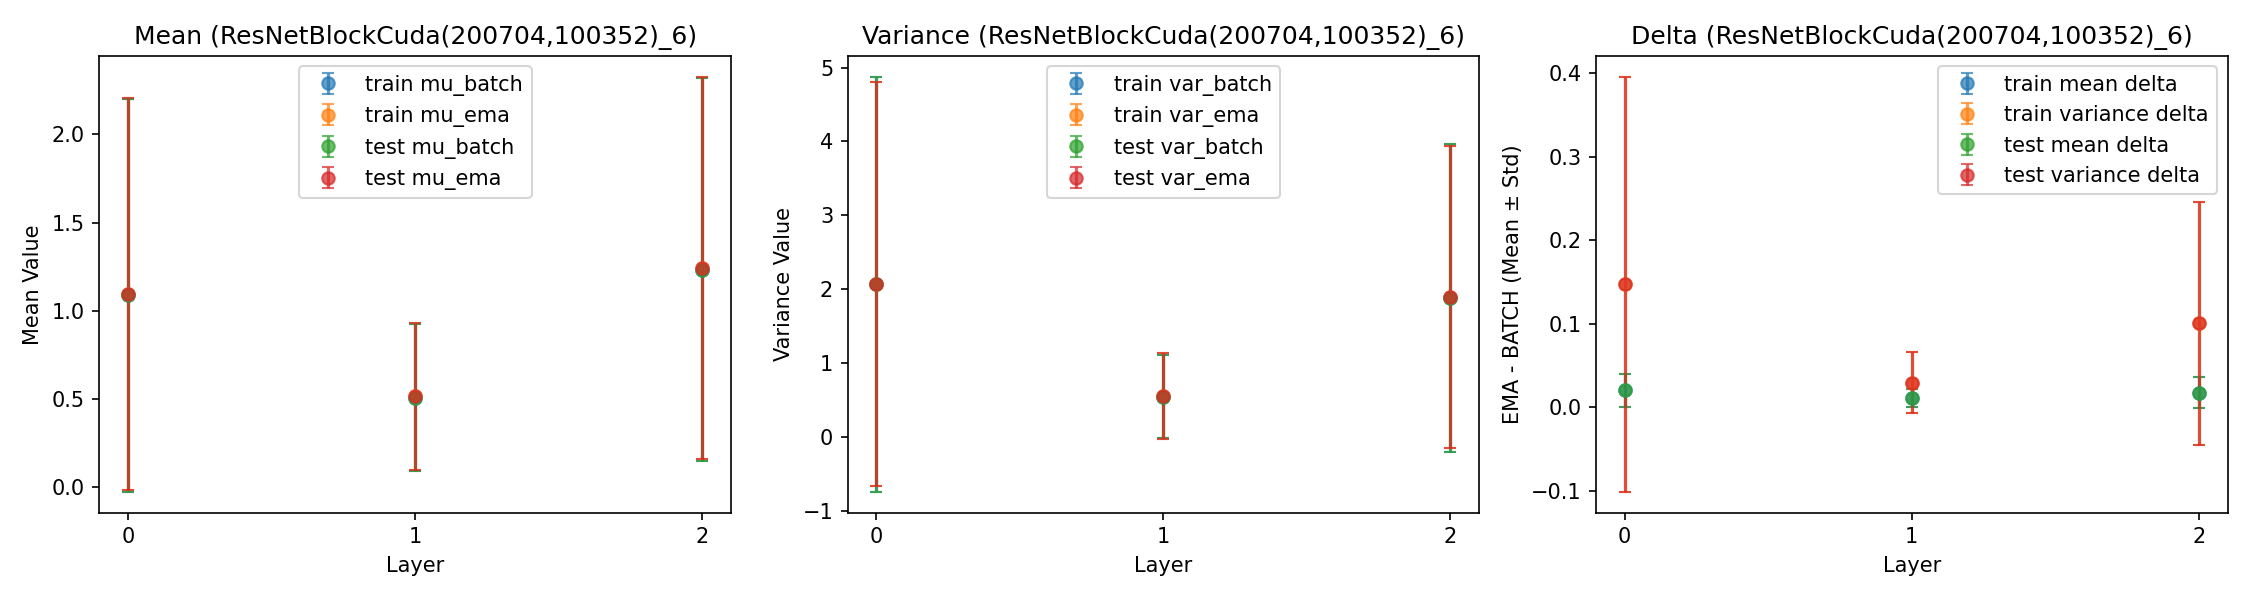 Mean (ResNetBlockCuda(200704,100352)_6)
train mu_batch
train mu_ema
test mu_batch
test mu_ema
Mean Value
2.0
1.5
1.0
0.5
0.0
0
1
2
Layer
Variance (ResNetBlockCuda(200704,100352)_6)
train var_batch
train var_ema
test var_batch
test var_ema
Variance Value
5
4
3
2
1
0
−1
0
1
2
Layer
Delta (ResNetBlockCuda(200704,100352)_6)
train mean delta
train variance delta
test mean delta
test variance delta
EMA - BATCH (Mean ± Std)
0.4
0.3
0.2
0.1
0.0
−0.1
0
1
2
Layer